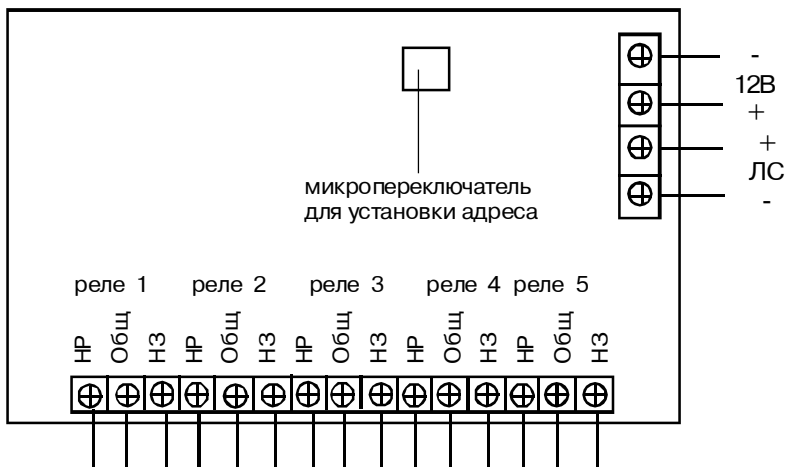 -
12В
+
+
ЛС
-
микропереключатель
для установки адреса
реле 1 реле 2 реле 3 реле 4 реле 5
НР Общ НЗ НР Общ НЗ НР Общ НЗ НР Общ НЗ НР Общ НЗ